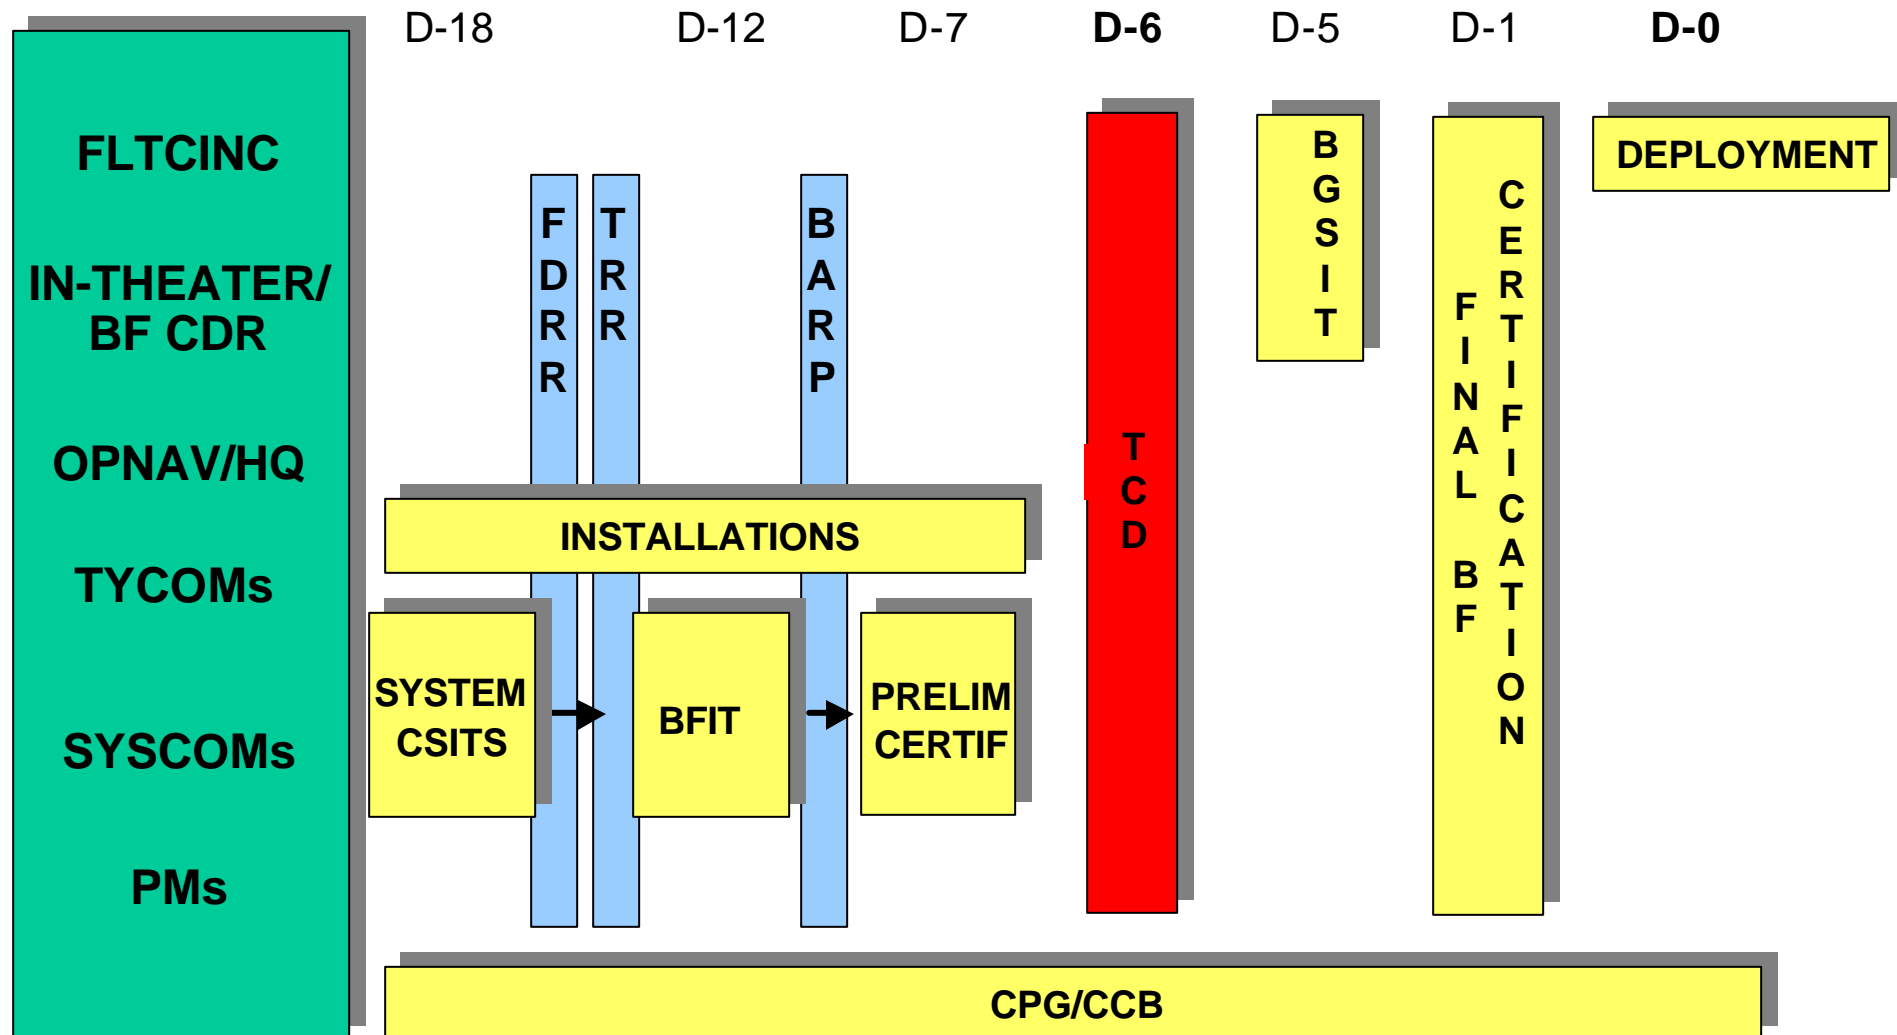 D-18 D-12 D-7 D-6 D-5 D-1 D-0
FLTCINC
IN-THEATER/
BF CDR
OPNAV/HQ
TYCOMs
SYSCOMs
PMs
FDRR
TRR
BARP
INSTALLATIONS
SYSTEM
CSITS
BFIT
PRELIM
CERTIF
TCD
BGSIT
FINAL BF
CERTIFICATION
DEPLOYMENT
CPG/CCB